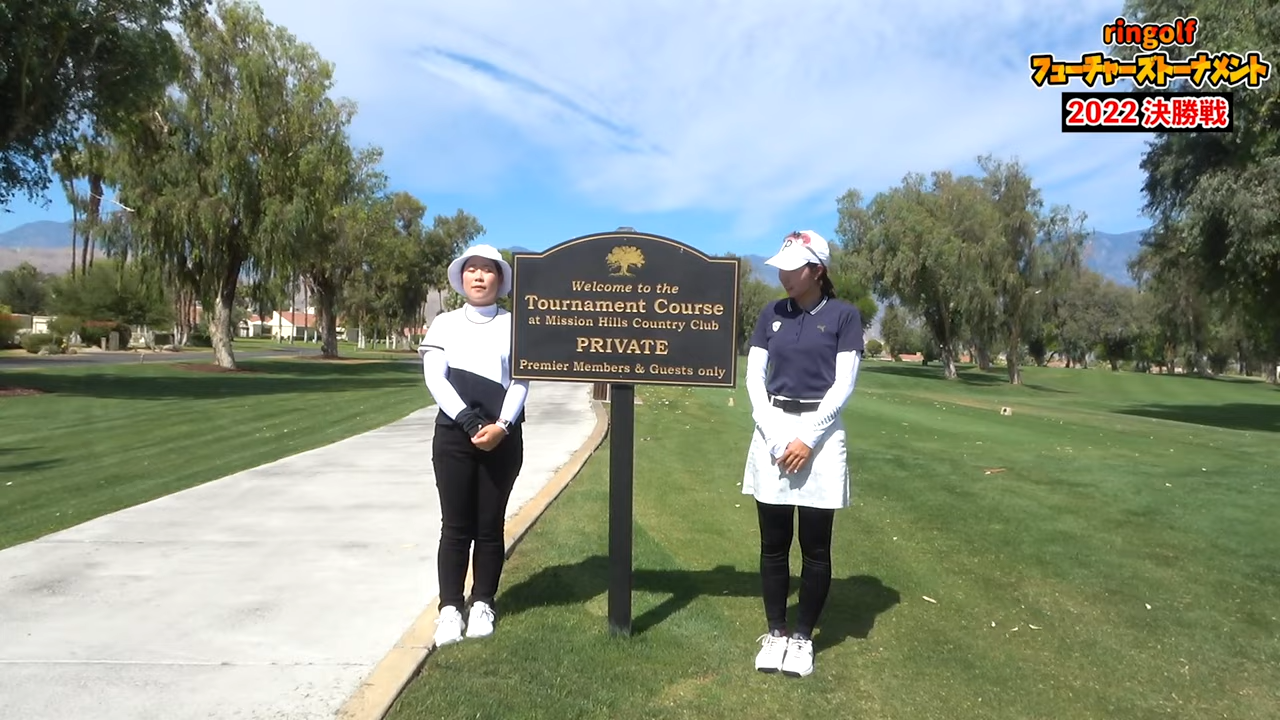 ringolf
フューチャーズトーナメント
2022 決勝戦
Welcome to the
Tournament Course
at Mission Hills Country Club
PRIVATE
Premier Members & Guests only